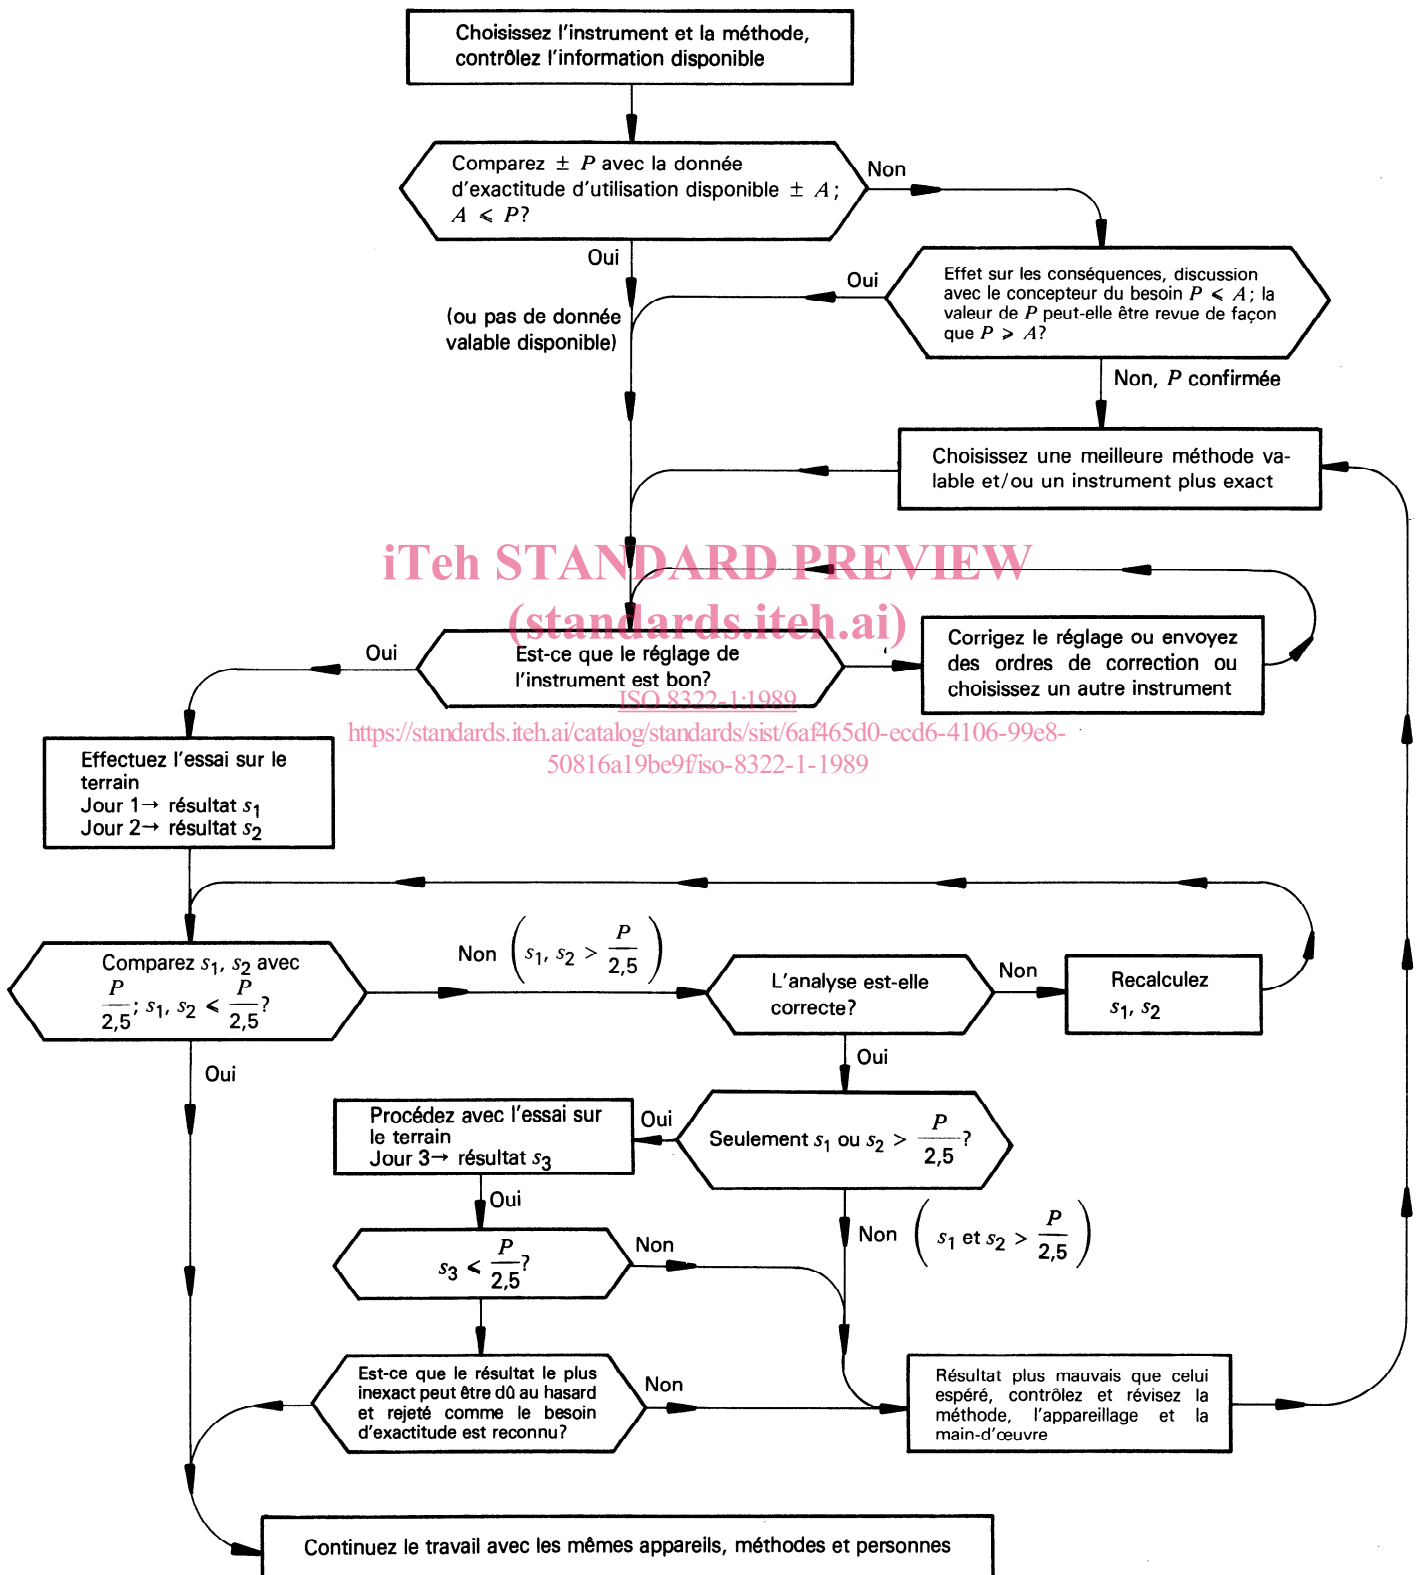 Choisissez l'instrument et la méthode,
contrôlez l'information disponible
Comparez ± P avec la donnée
d'exactitude d'utilisation disponible ± A;
A ⩽ P?
Non
Oui
(ou pas de donnée
valable disponible)
Oui
Effet sur les conséquences, discussion
avec le concepteur du besoin P ⩽ A; la
valeur de P peut-elle être revue de façon
que P ⩾ A?
Non, P confirmée
Choisissez une meilleure méthode va-
lable et/ou un instrument plus exact
iTeh STANDARD PREVIEW
(standards.iteh.ai)
Oui
Est-ce que le réglage de
l'instrument est bon?
Corrigez le réglage ou envoyez
des ordres de correction ou
choisissez un autre instrument
ISO 8322-1:1989
https://standards.iteh.ai/catalog/standards/sist/6af465d0-ecd6-4106-99e8-
50816a19be9f/iso-8322-1-1989
Effectuez l'essai sur le
terrain
Jour 1→ résultat s1
Jour 2→ résultat s2
Comparez s1, s2 avec
P/2,5; s1, s2 ⩽ P/2,5?
Non (s1, s2 > P/2,5)
L'analyse est-elle
correcte?
Non
Recalculez
s1, s2
Oui
Oui
Procédez avec l'essai sur
le terrain
Jour 3→ résultat s3
Oui
Seulement s1 ou s2 > P/2,5?
Oui
Non (s1 et s2 > P/2,5)
s3 ⩽ P/2,5?
Non
Est-ce que le résultat le plus
inexact peut être dû au hasard
et rejeté comme le besoin
d'exactitude est reconnu?
Non
Résultat plus mauvais que celui
espéré, contrôlez et révisez la
méthode, l'appareillage et la
main-d'œuvre
Continuez le travail avec les mêmes appareils, méthodes et personnes